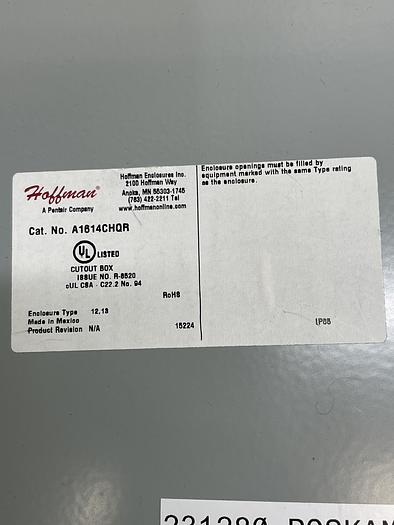 Hoffman®
A Pentair Company
Hoffman Enclosures Inc.
2100 Hoffman Way
Anoka, MN 55303-1745
(763) 422-2211 Tel
www.hoffmanonline.com
Cat. No. A1614CHQR
UL LISTED
CUTOUT BOX
ISSUE NO. R-8520
cUL CSA - C22.2 No. 94
RoHS
Enclosure Type 12,13
Made in Mexico
Product Revision N/A
15224
Enclosure openings must be filled by
equipment marked with the same Type rating
as the enclosure.